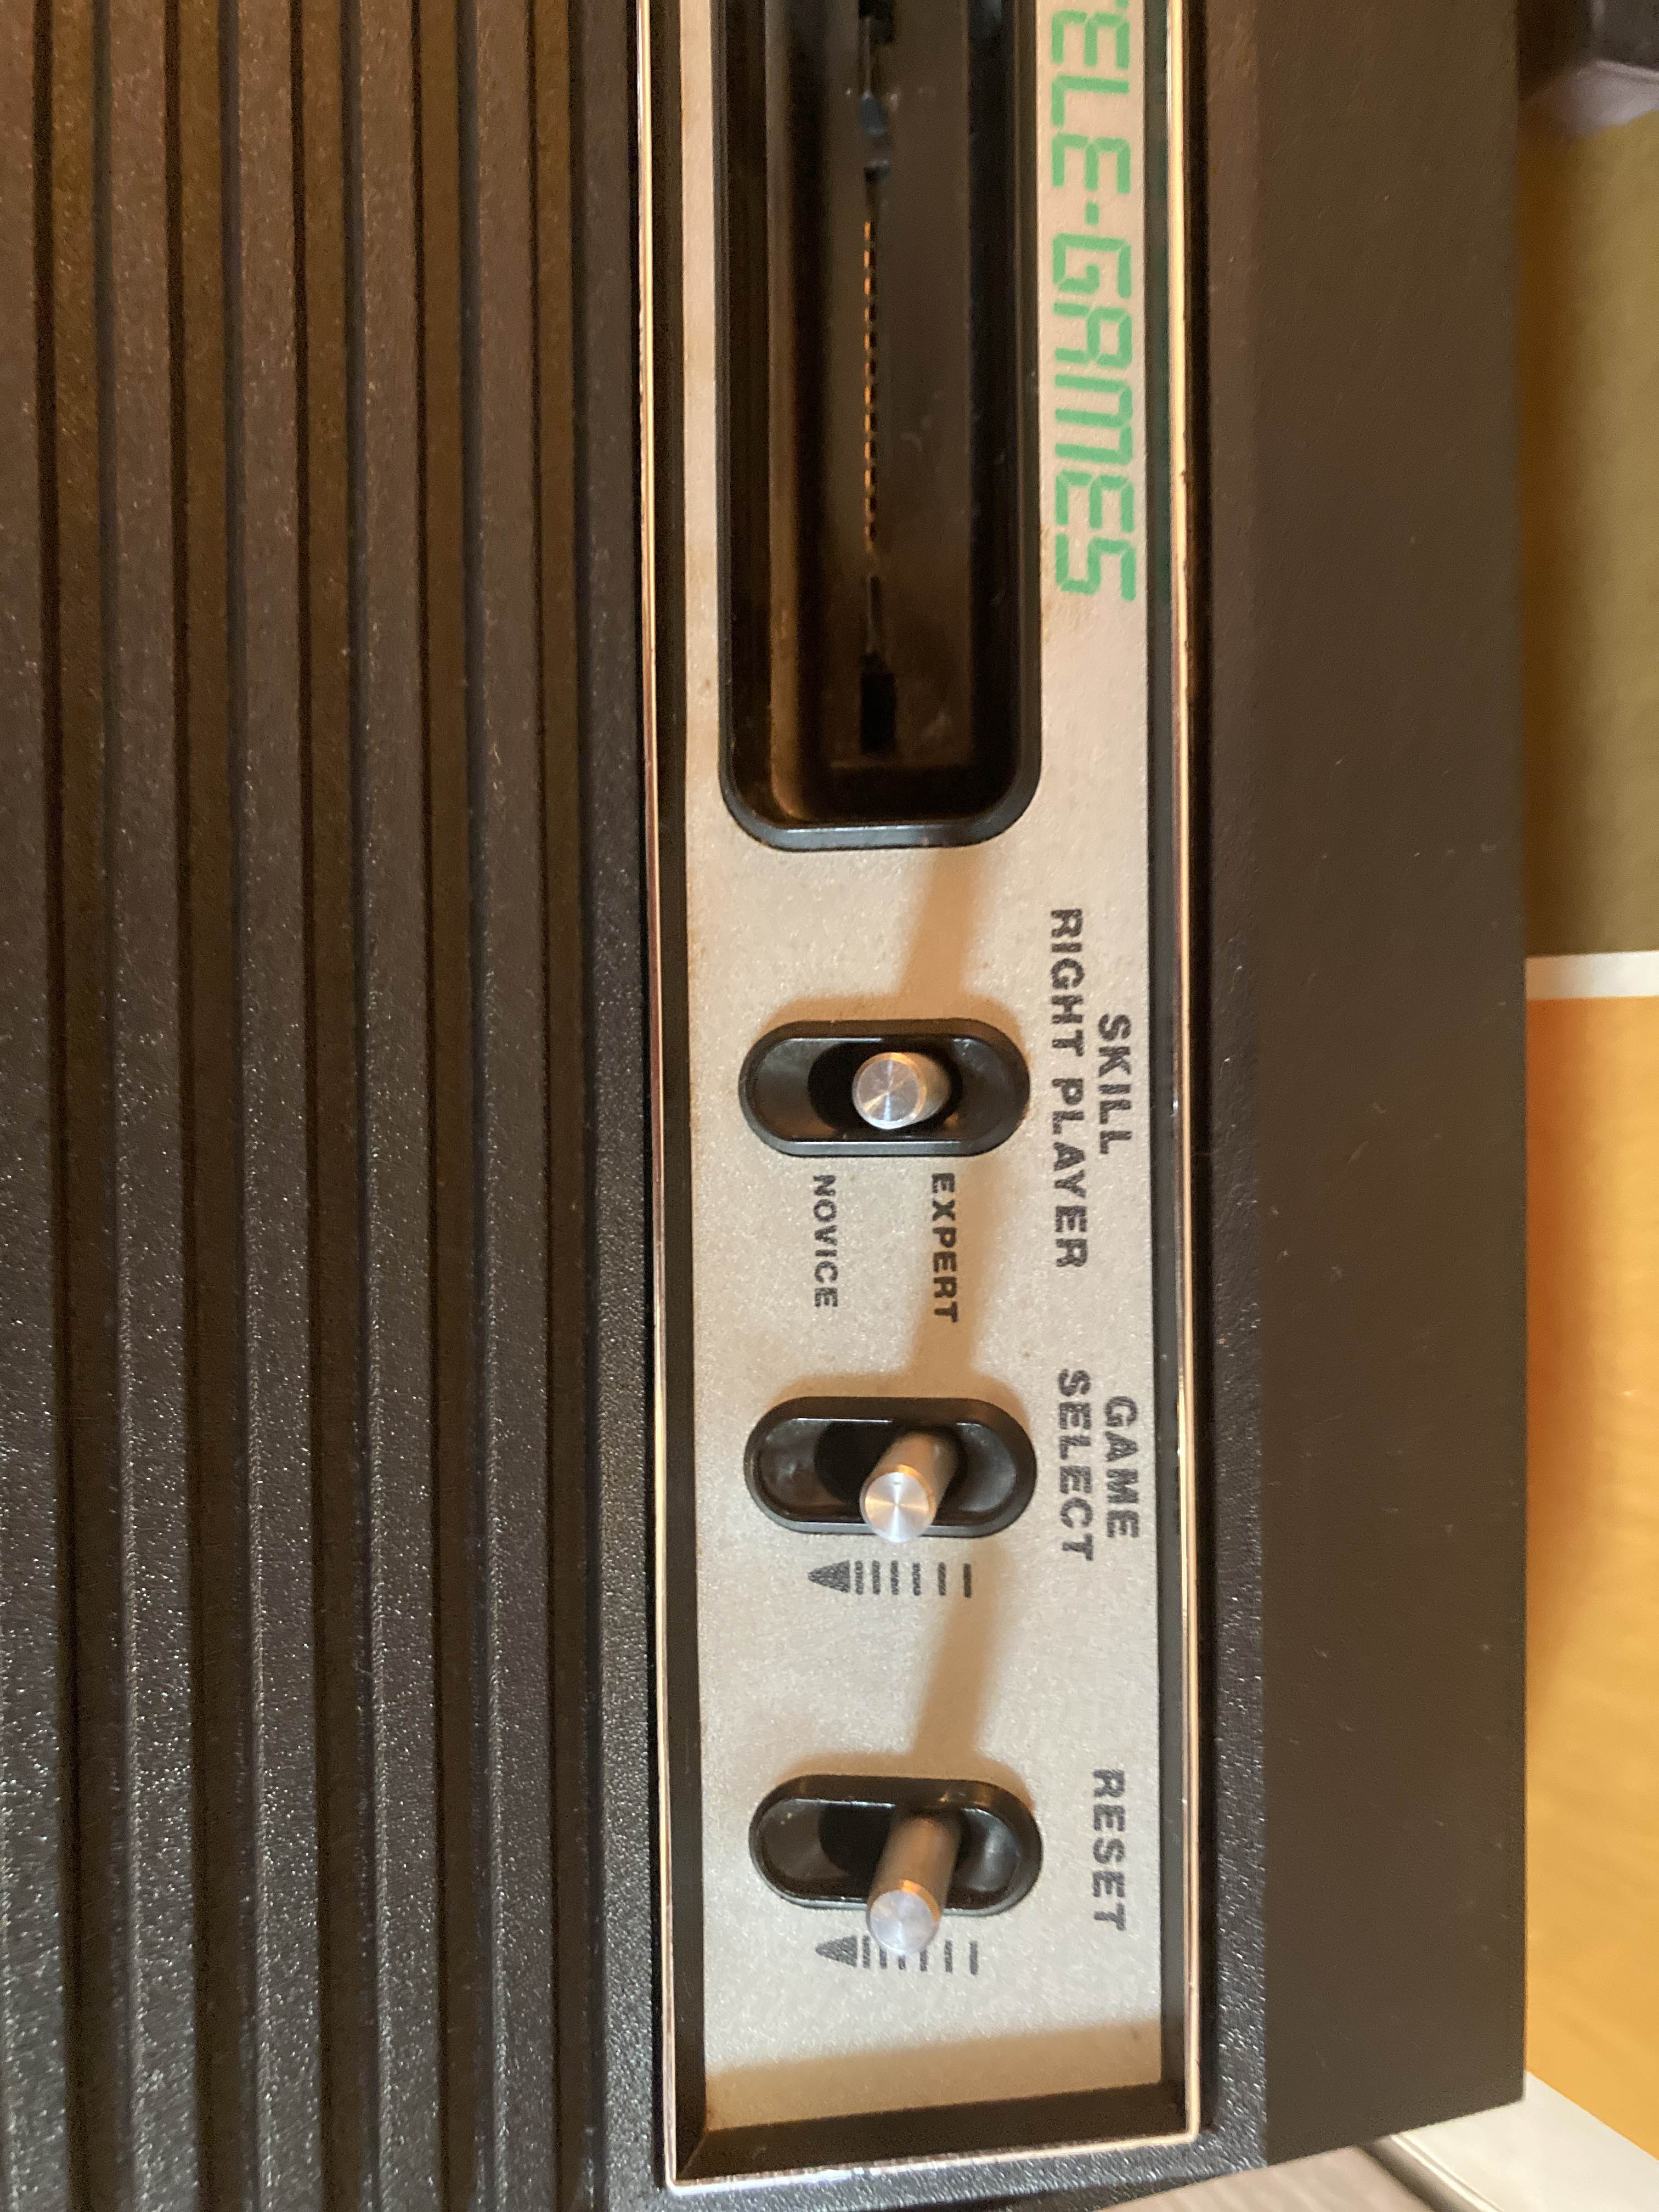 TELE-GAMES
SKILL
RIGHT PLAYER
EXPERT
NOVICE
GAME
SELECT
RESET